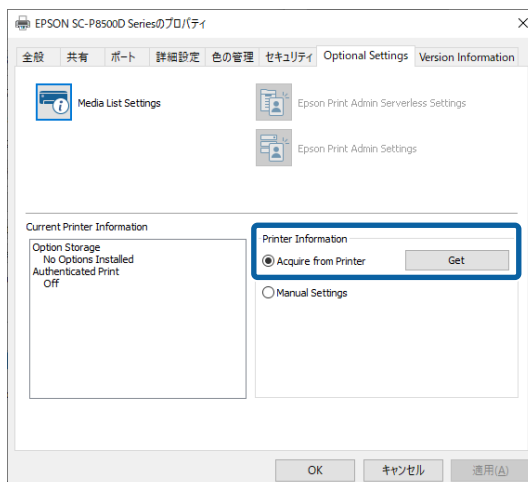 EPSON SC-P8500D Seriesのプロパティ
全般 共有 ポート 詳細設定 色の管理 セキュリティ Optional Settings Version Information
Media List Settings
Epson Print Admin Serverless Settings
Epson Print Admin Settings
Current Printer Information
Option Storage
No Options Installed
Authenticated Print
Off
Printer Information
Acquire from Printer Get
Manual Settings
OK キャンセル 適用(A)